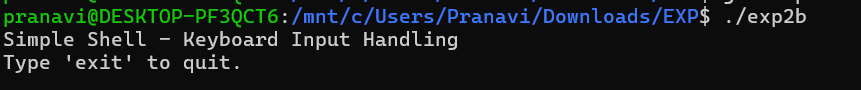 pranavi@DESKTOP-PF3QCT6:/mnt/c/Users/Pranavi/Downloads/EXP$ ./exp2b
Simple Shell - Keyboard Input Handling
Type 'exit' to quit.